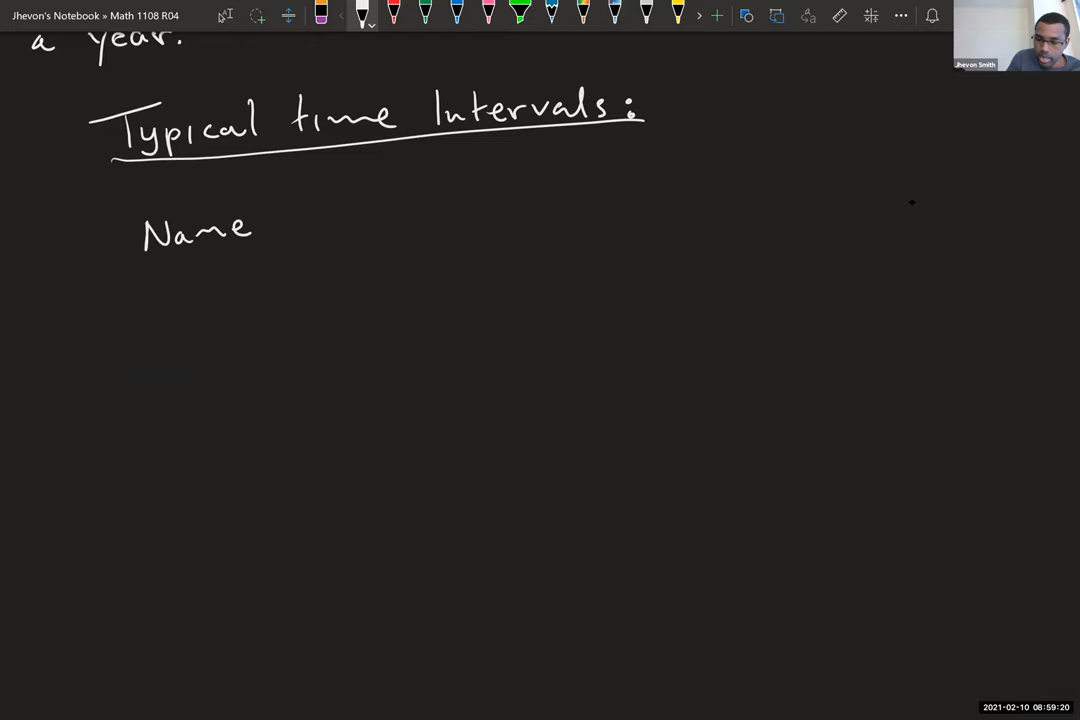 Jhevon's Notebook » Math 1108 R04
Jhevon Smith
a year.
Typical time Intervals:
Name
2021-02-10 08:59:20